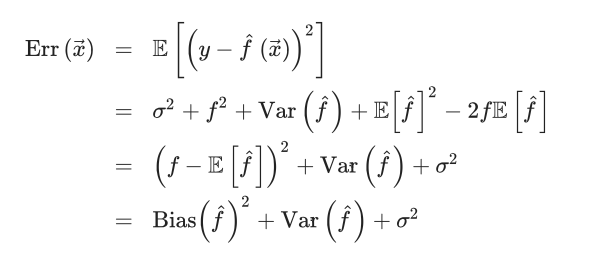 Err (x⃗) = 𝔼 [(y − f̂ (x⃗))²]
= σ² + f² + Var (f̂) + 𝔼[f̂]² − 2f𝔼 [f̂]
= (f − 𝔼 [f̂])² + Var (f̂) + σ²
= Bias(f̂)² + Var (f̂) + σ²